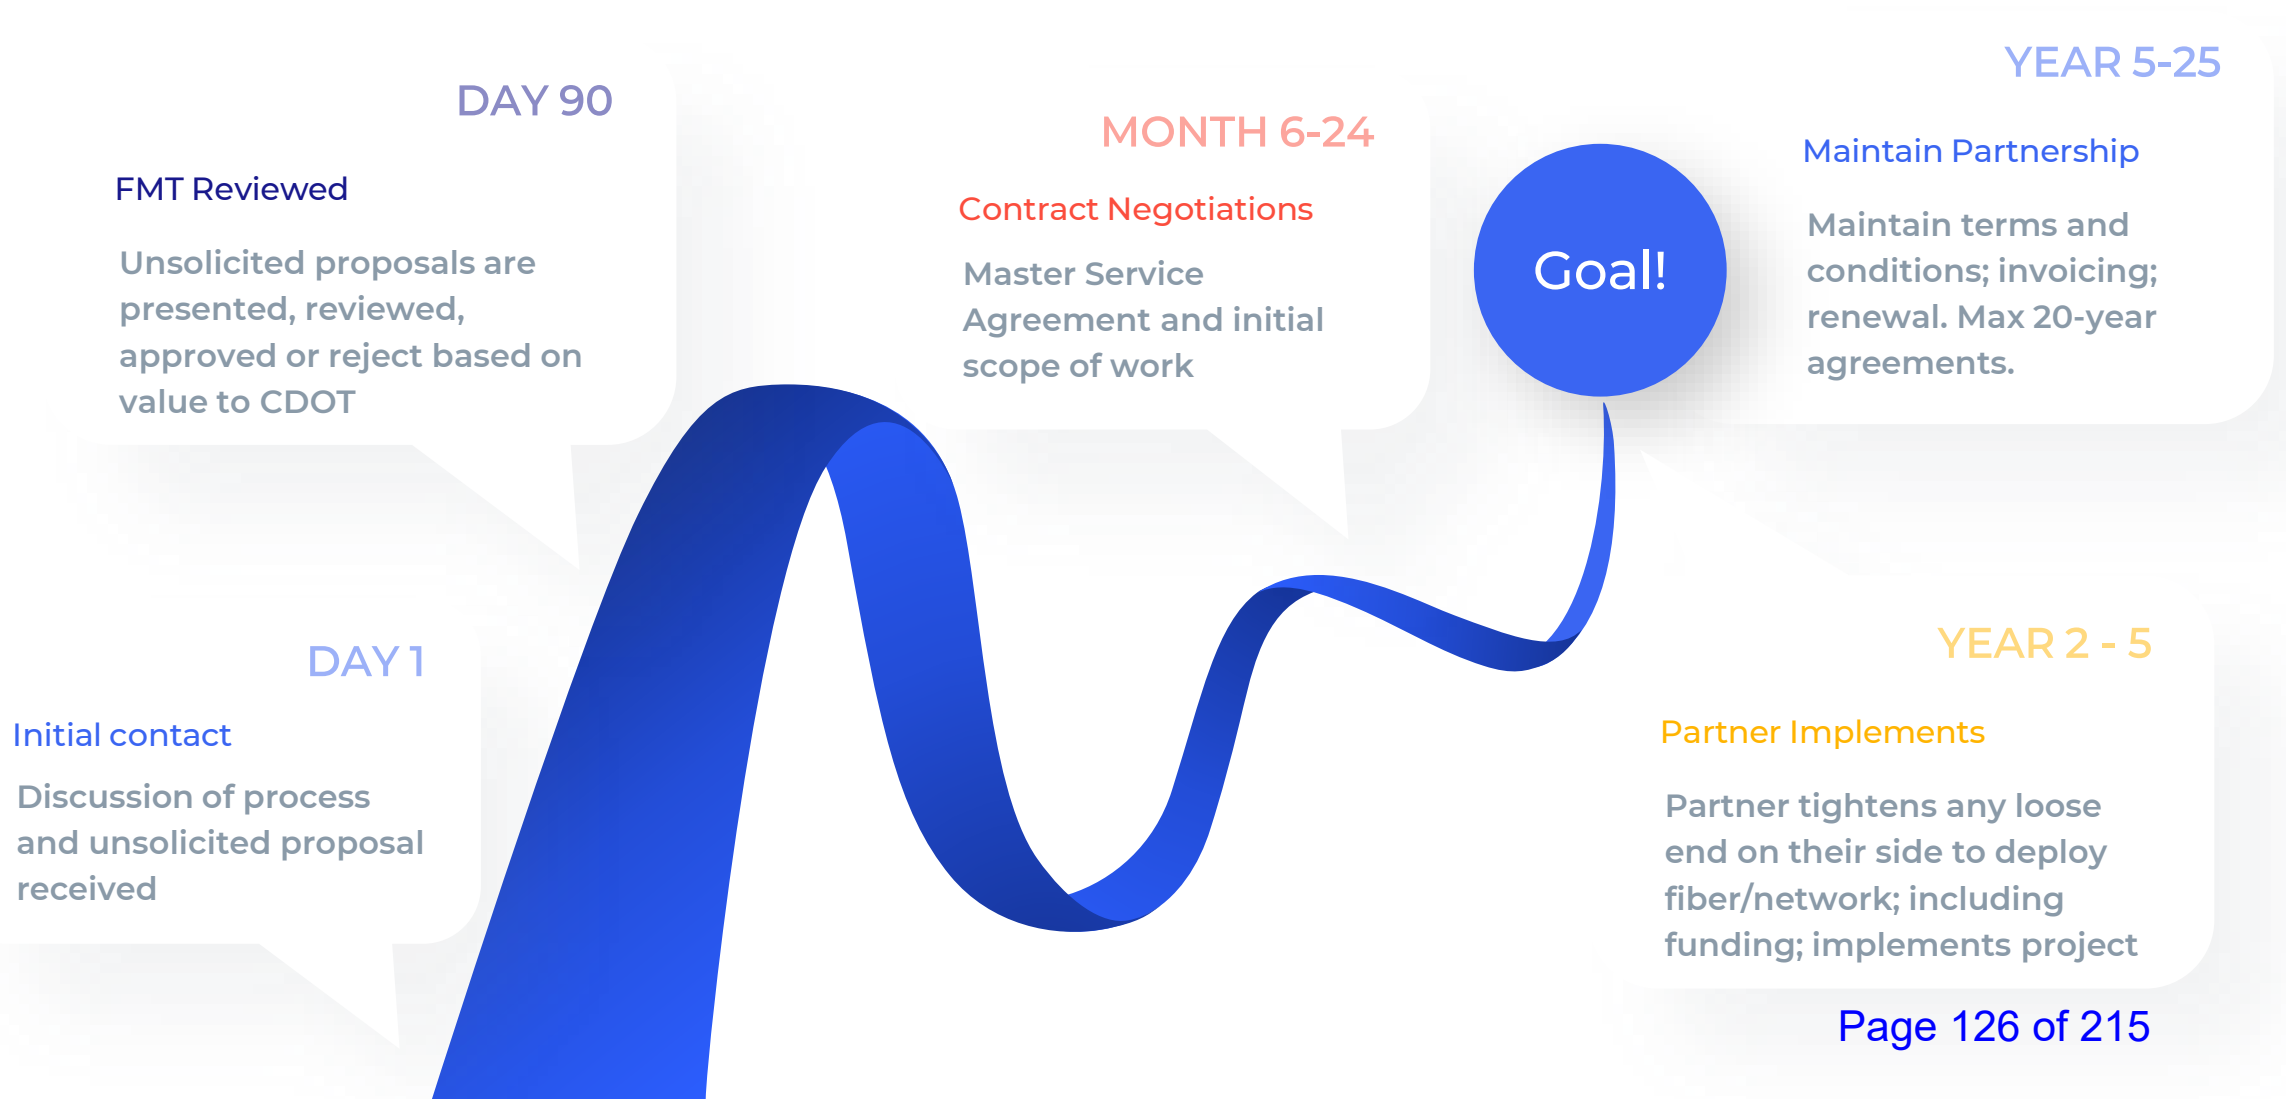 DAY 90
FMT Reviewed
Unsolicited proposals are
presented, reviewed,
approved or reject based on
value to CDOT
MONTH 6-24
Contract Negotiations
Master Service
Agreement and initial
scope of work
Goal!
YEAR 5-25
Maintain Partnership
Maintain terms and
conditions; invoicing;
renewal. Max 20-year
agreements.
DAY 1
Initial contact
Discussion of process
and unsolicited proposal
received
YEAR 2 - 5
Partner Implements
Partner tightens any loose
end on their side to deploy
fiber/network; including
funding; implements project
Page 126 of 215